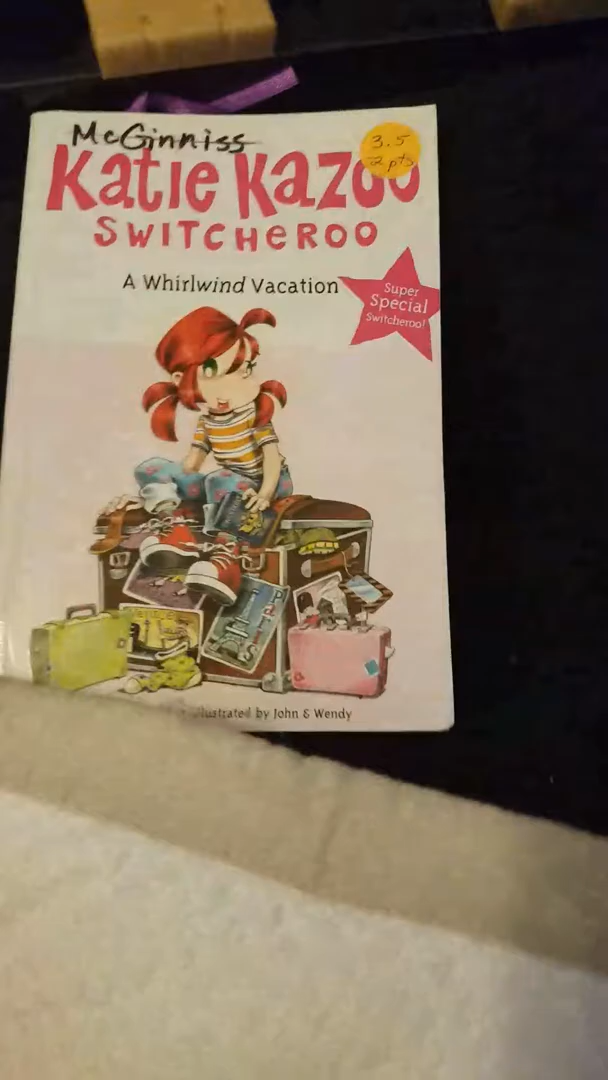 McGinniss
3.5
2 pts
Katie Kazoo
SWITCHEROO
A Whirlwind Vacation
Super
Special
Switcheroo!
illustrated by John & Wendy